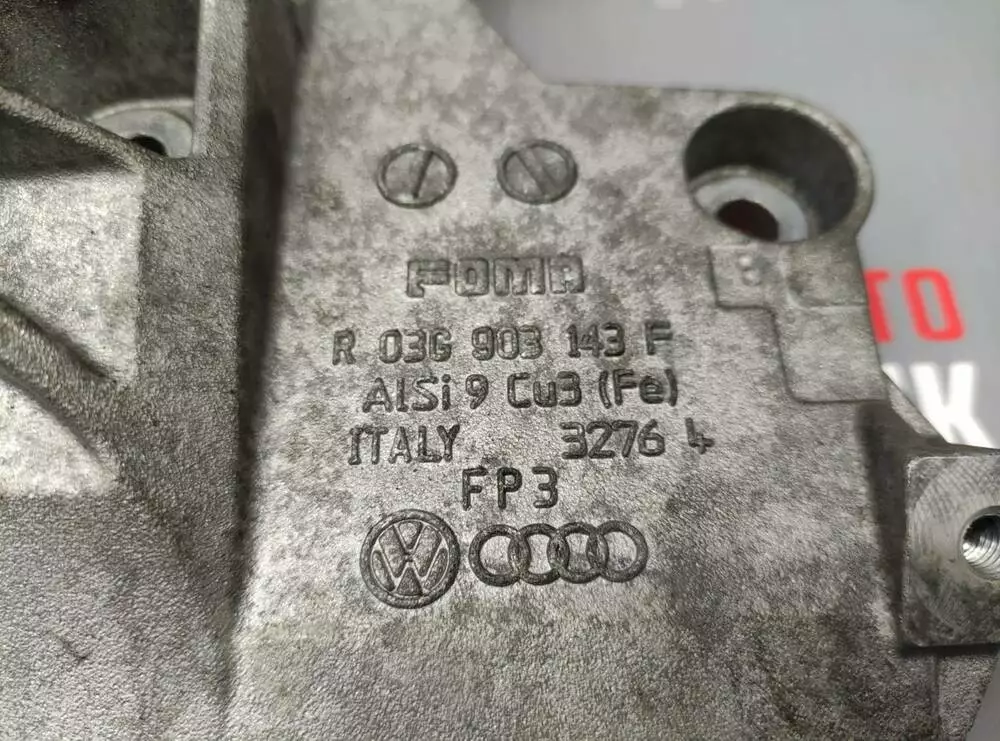 FOMA
R 03G 903 143 F
AlSi 9 Cu3 (Fe)
ITALY 3276 4
FP3